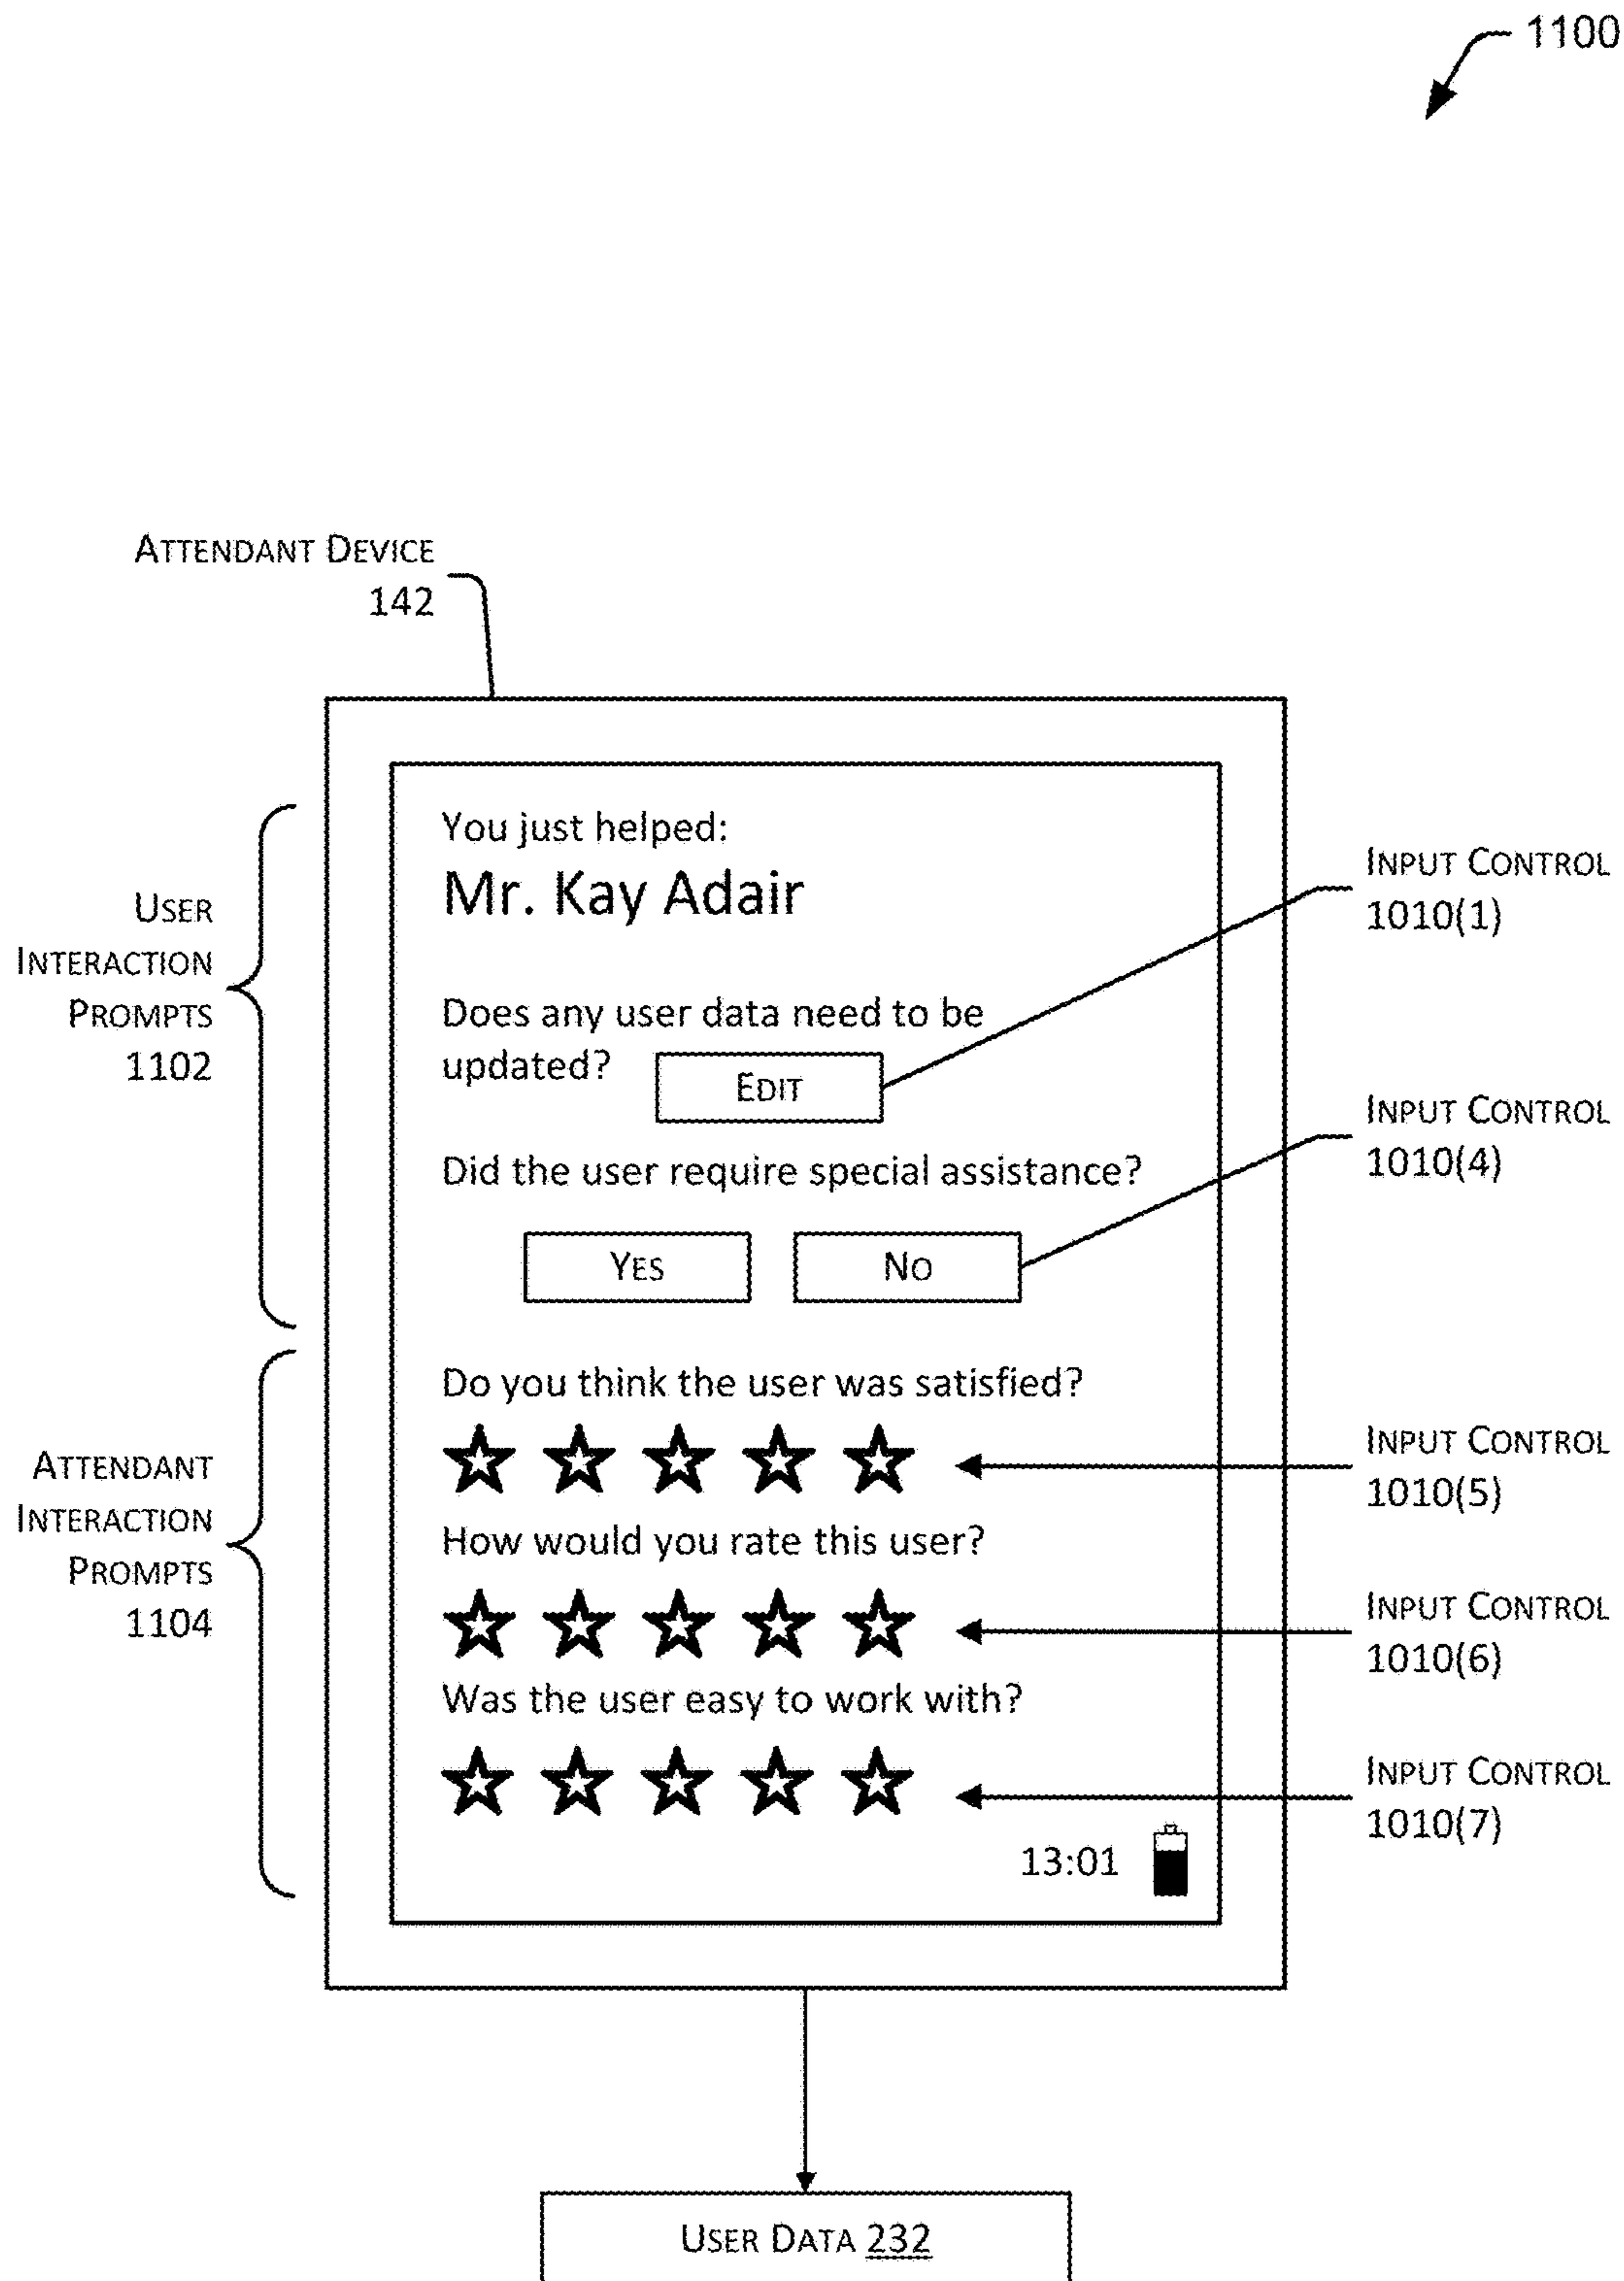 1100
ATTENDANT DEVICE
142
USER
INTERACTION
PROMPTS
1102
You just helped:
Mr. Kay Adair
Does any user data need to be
updated?
EDIT
Did the user require special assistance?
YES NO
INPUT CONTROL
1010(1)
INPUT CONTROL
1010(4)
ATTENDANT
INTERACTION
PROMPTS
1104
Do you think the user was satisfied?
How would you rate this user?
Was the user easy to work with?
13:01
INPUT CONTROL
1010(5)
INPUT CONTROL
1010(6)
INPUT CONTROL
1010(7)
USER DATA 232